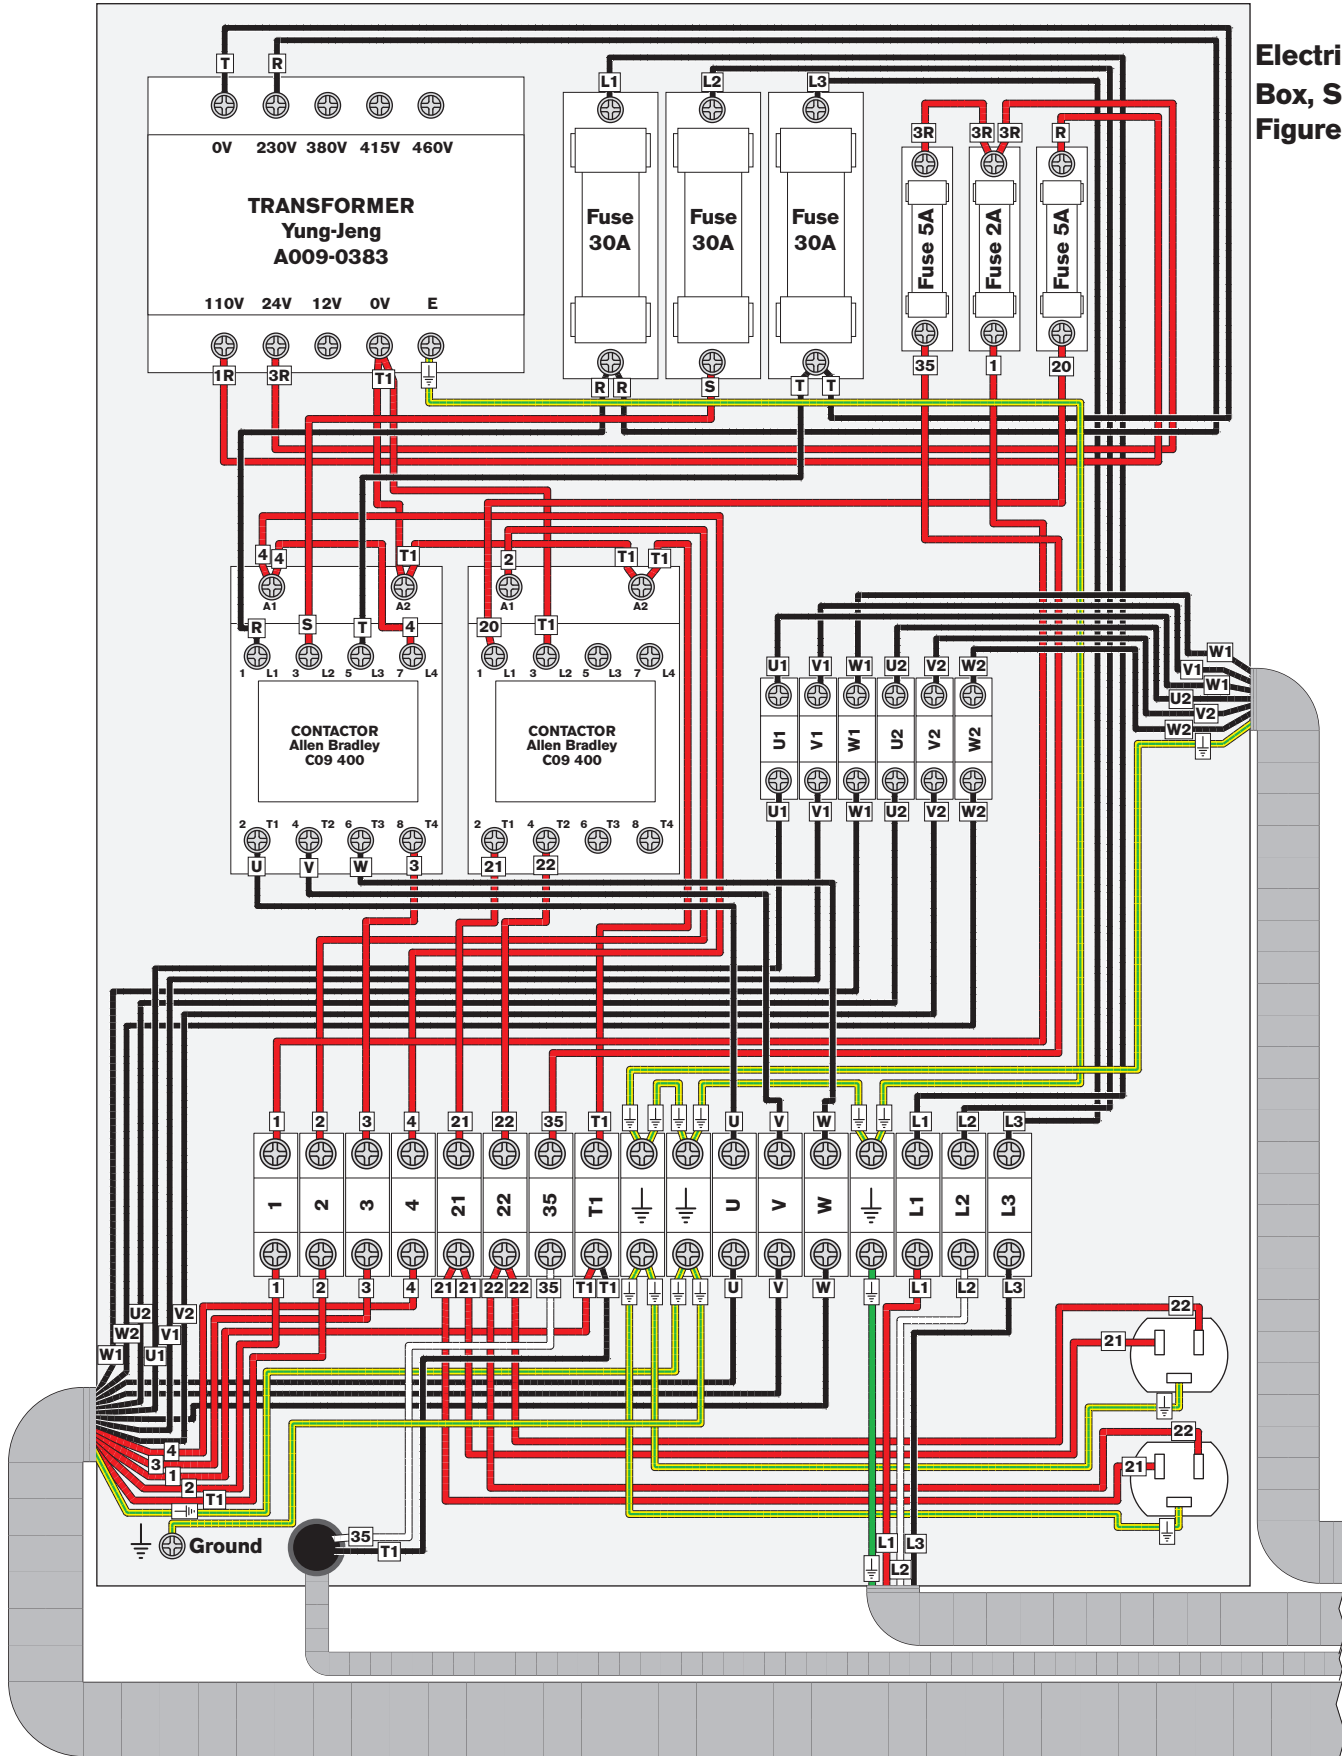 Electri
Box, S
Figure
T R
L1 L2 L3
3R 3R 3R R
0V 230V 380V 415V 460V
TRANSFORMER
Yung-Jeng
A009-0383
110V 24V 12V 0V E
Fuse 30A
Fuse 30A
Fuse 30A
Fuse 5A
Fuse 2A
Fuse 5A
1R 3R T1
R R S T T
35 1 20
4 4 T1 2 T1 T1
A1 A2 A1 A2
R S T 4 20 T1
1 L1 3 L2 5 L3 7 L4
1 L1 3 L2 5 L3 7 L4
CONTACTOR
Allen Bradley
C09 400
CONTACTOR
Allen Bradley
C09 400
2 T1 4 T2 6 T3 8 T4
2 T1 4 T2 6 T3 8 T4
U V W 3 21 22
U1 V1 W1 U2 V2 W2
U1 V1 W1 U2 V2 W2
U1 V1 W1 U2 V2 W2
W1
V1
W1
U2
V2
W2
1 2 3 4 21 22 35 T1 U V W L1 L2 L3
1 2 3 4 21 22 35 T1 U V W L1 L2 L3
1 2 3 4 21 21 22 22 35 T1 T1 U V W L1 L2 L3
U2 V2
W2 V1
W1 U1
22
21
22
21
4
3
1
2
T1
Ground
35
T1
L1 L3
L2